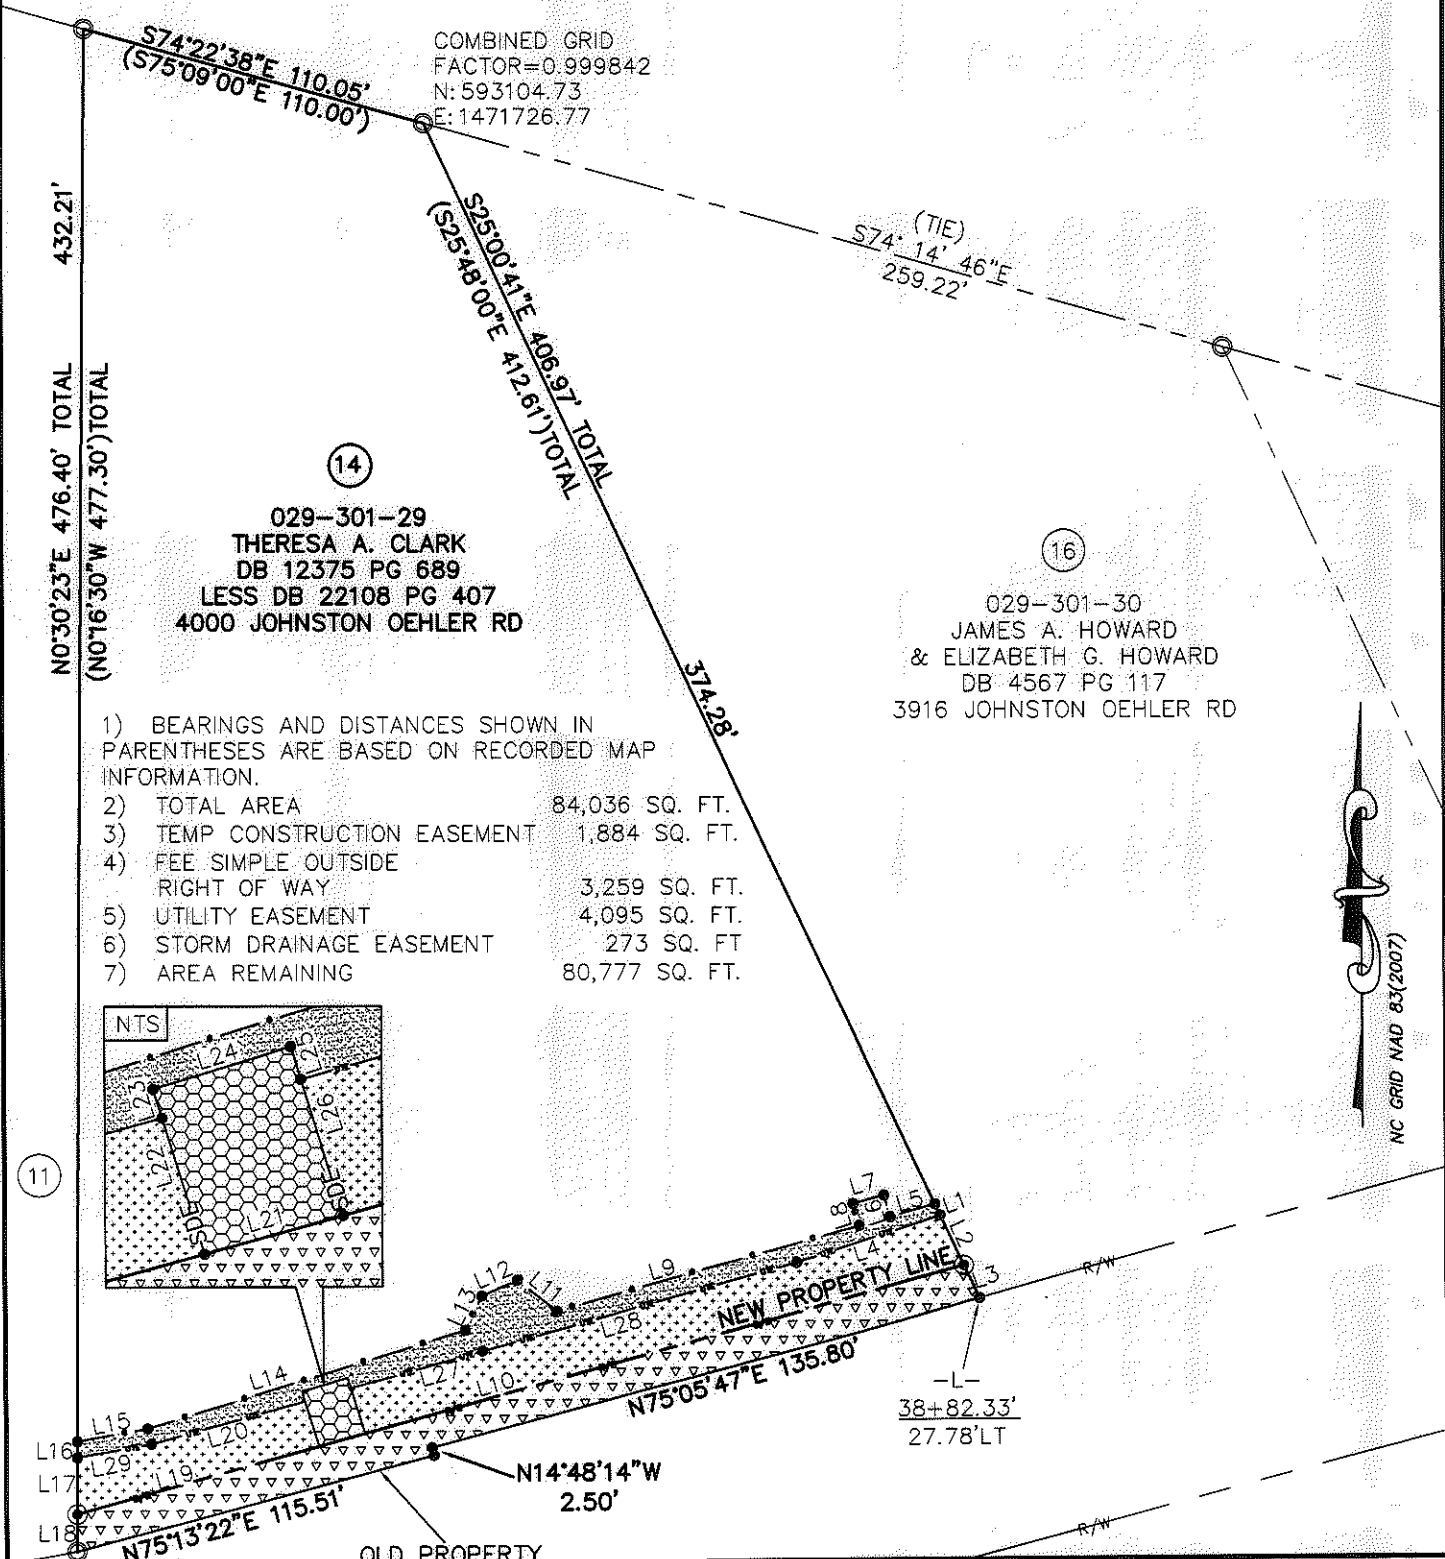 S74°22'38"E 110.05'
(S75°09'00"E 110.00')
COMBINED GRID
FACTOR=0.999842
N: 593104.73
E: 1471726.77
432.21'
N0°30'23"E 476.40' TOTAL
(N0°16'30"W 477.30')TOTAL
S25°00'41"E 406.97' TOTAL
(S25°48'00"E 412.61')TOTAL
(TIE)
S74° 14' 46"E
259.22'
14
029-301-29
THERESA A. CLARK
DB 12375 PG 689
LESS DB 22108 PG 407
4000 JOHNSTON OEHLER RD
16
029-301-30
JAMES A. HOWARD
& ELIZABETH G. HOWARD
DB 4567 PG 117
3916 JOHNSTON OEHLER RD
374.28'
1) BEARINGS AND DISTANCES SHOWN IN
PARENTHESES ARE BASED ON RECORDED MAP
INFORMATION.
2) TOTAL AREA 84,036 SQ. FT.
3) TEMP CONSTRUCTION EASEMENT 1,884 SQ. FT.
4) FEE SIMPLE OUTSIDE
RIGHT OF WAY 3,259 SQ. FT.
5) UTILITY EASEMENT 4,095 SQ. FT.
6) STORM DRAINAGE EASEMENT 273 SQ. FT
7) AREA REMAINING 80,777 SQ. FT.
NC GRID NAD 83(2007)
NTS
L24
L25
L23
L26
L22
SDE
SDE
L21
11
L7
L8
L6
L5
L1
L2
L4
L3
L9
L12
L11
L13
L28
NEW PROPERTY LINE
R/W
L14
L27
L10
N75°05'47"E 135.80'
-L-
38+82.33'
27.78'LT
L15
L16
L20
L29
L17
L19
L18
N14°48'14"W
2.50'
N75°13'22"E 115.51'
R/W
OLD PROPERTY